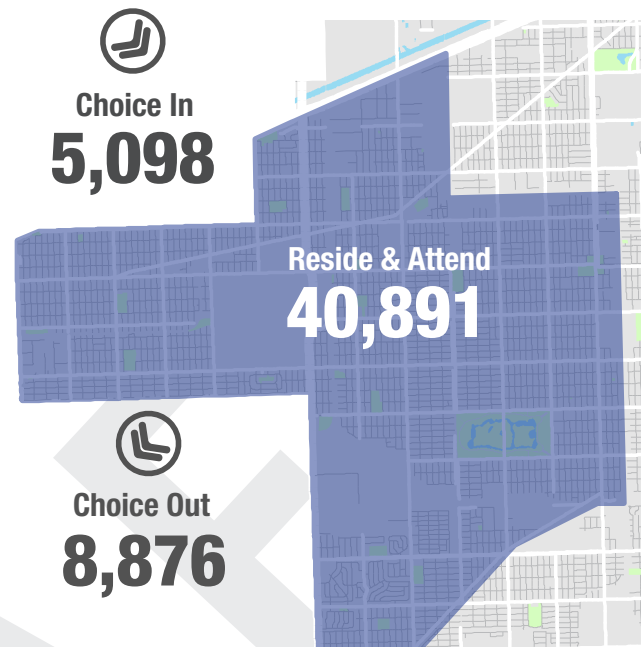 Choice In
5,098
Reside & Attend
40,891
Choice Out
8,876